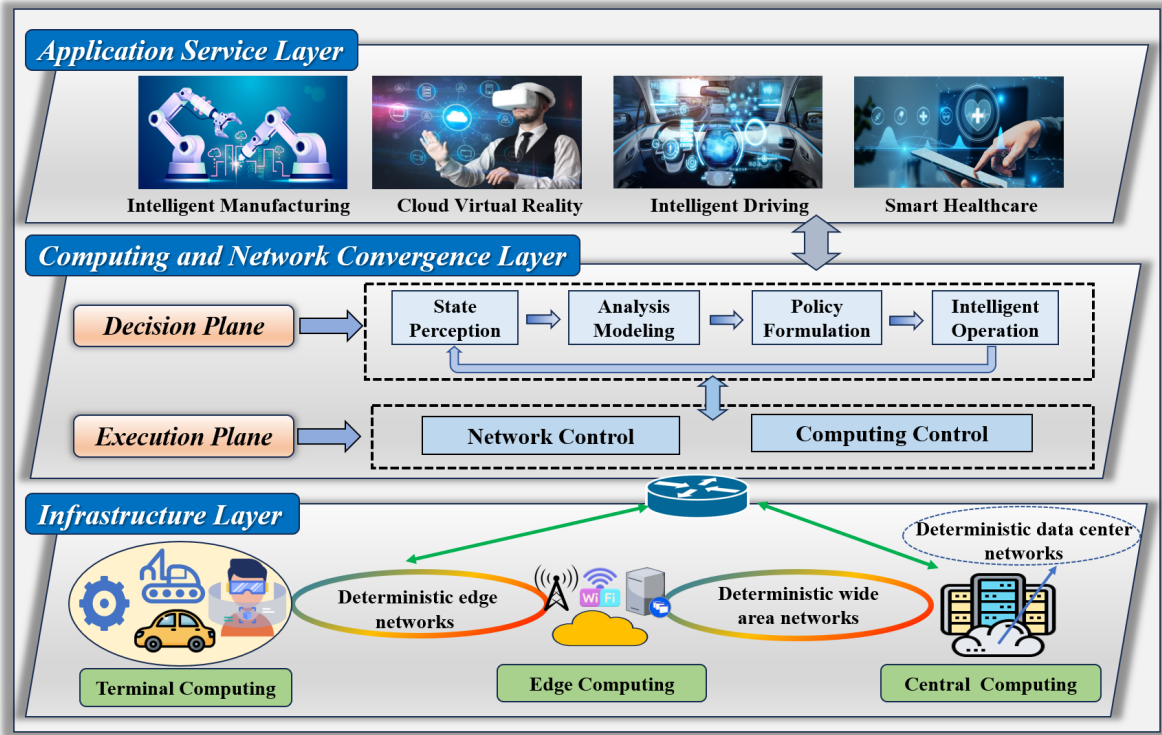 Application Service Layer
Intelligent Manufacturing
Cloud Virtual Reality
Intelligent Driving
Smart Healthcare
Computing and Network Convergence Layer
Decision Plane
State
Perception
Analysis
Modeling
Policy
Formulation
Intelligent
Operation
Execution Plane
Network Control
Computing Control
Infrastructure Layer
Deterministic data center
networks
Deterministic edge
networks
Wi Fi
Deterministic wide
area networks
Terminal Computing
Edge Computing
Central Computing